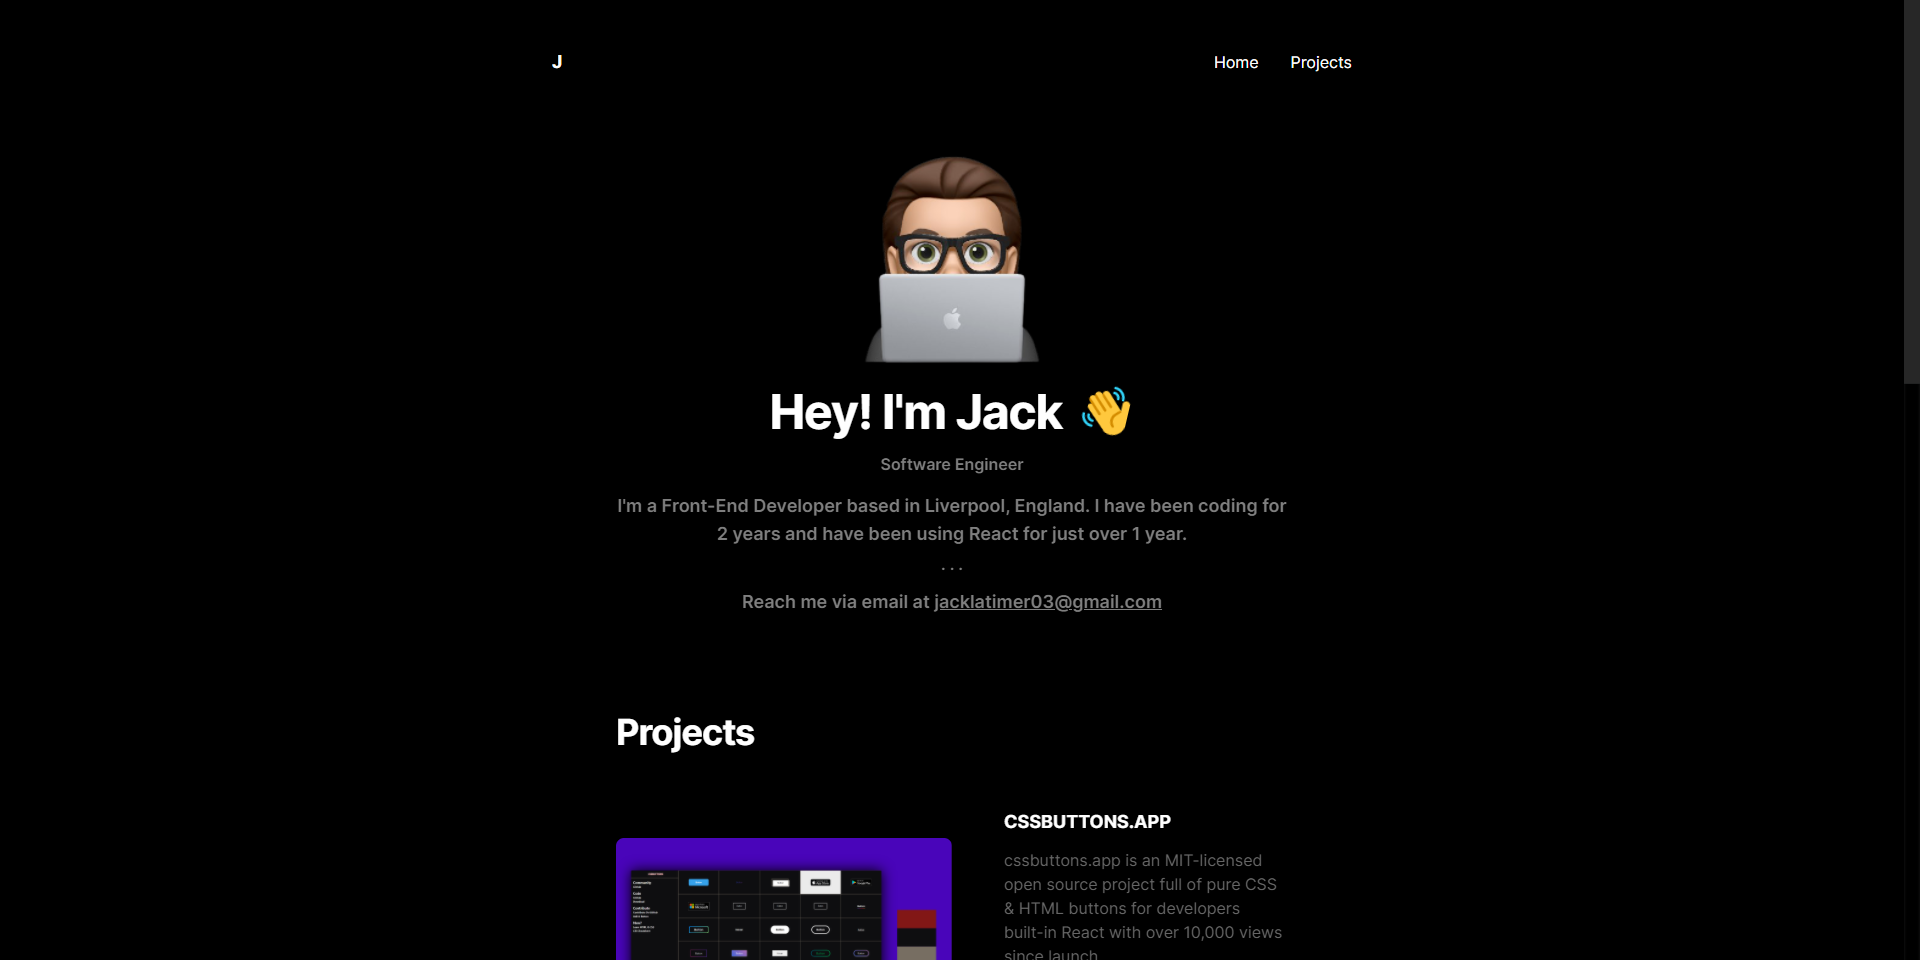 J
Home
Projects
Hey! I'm Jack 👋
Software Engineer
I'm a Front-End Developer based in Liverpool, England. I have been coding for
2 years and have been using React for just over 1 year.
. . .
Reach me via email at jacklatimer03@gmail.com
Projects
CSSBUTTONS.APP
cssbuttons.app is an MIT-licensed
open source project full of pure CSS
& HTML buttons for developers
built-in React with over 10,000 views
since launch